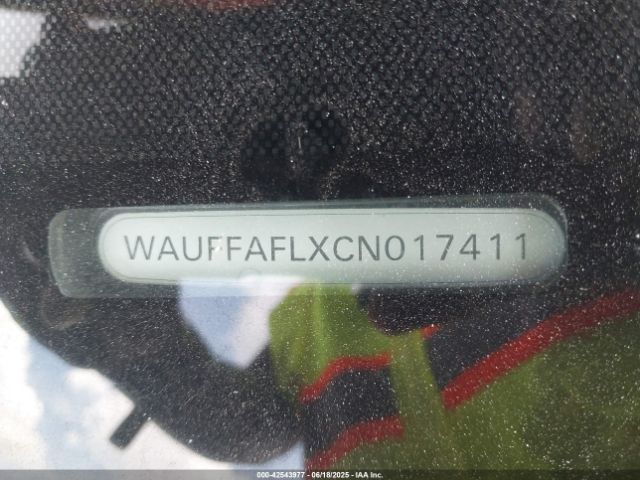 WAUFFAFLXCN017411
000-42543977 - 06/18/2025 - IAA Inc.